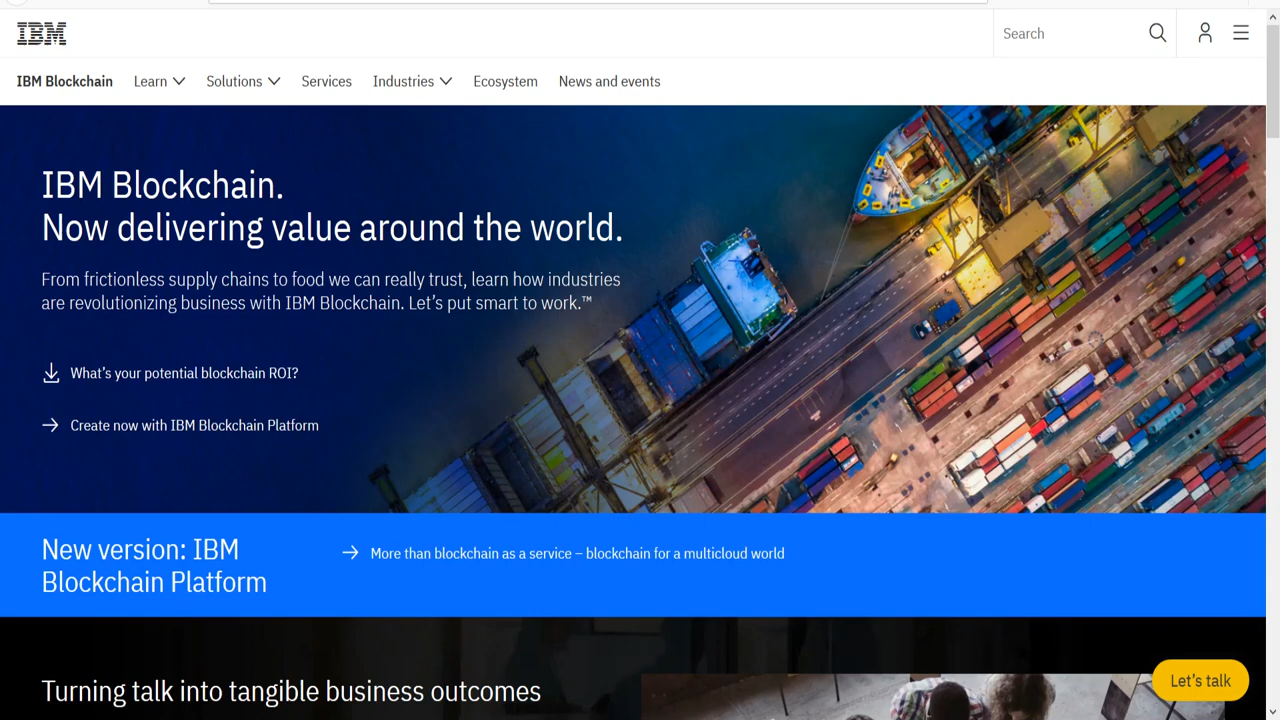 IBM
Search
IBM Blockchain Learn Solutions Services Industries Ecosystem News and events
IBM Blockchain.
Now delivering value around the world.
From frictionless supply chains to food we can really trust, learn how industries
are revolutionizing business with IBM Blockchain. Let's put smart to work.™
What's your potential blockchain ROI?
Create now with IBM Blockchain Platform
New version: IBM
Blockchain Platform
More than blockchain as a service – blockchain for a multicloud world
Turning talk into tangible business outcomes
Let's talk